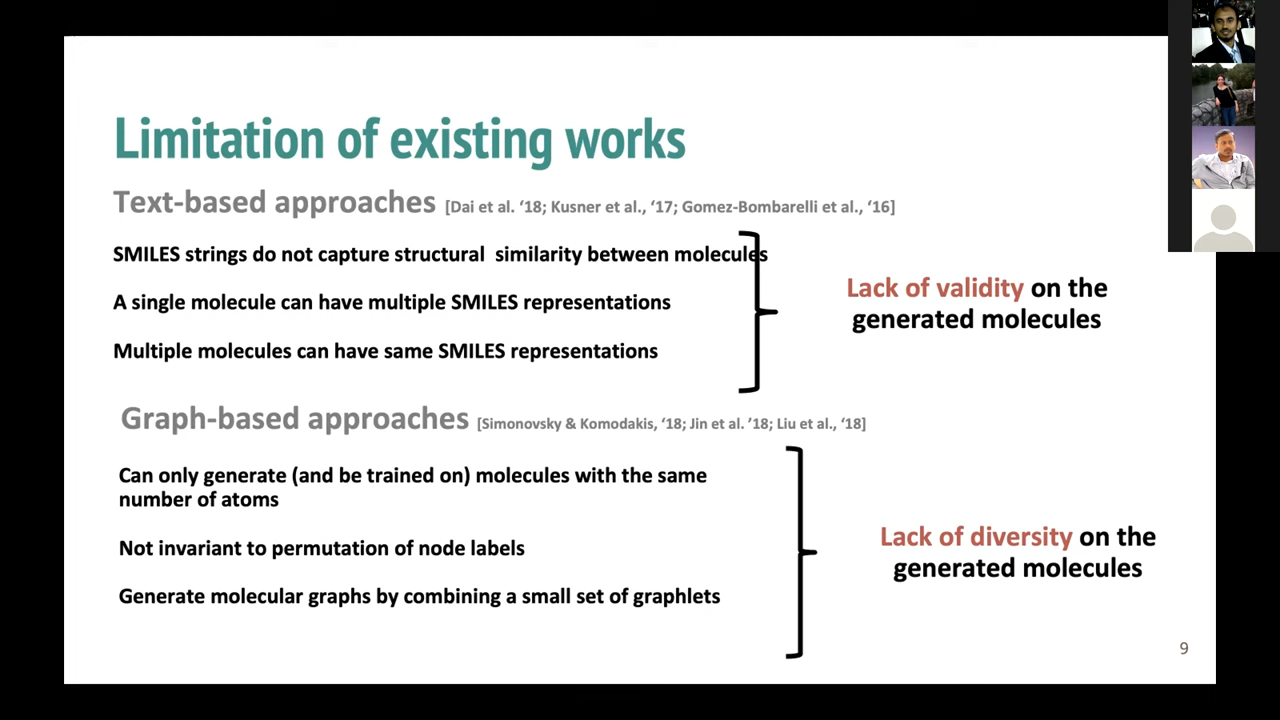 Limitation of existing works
Text-based approaches [Dai et al. ‘18; Kusner et al., ‘17; Gomez-Bombarelli et al., ‘16]
SMILES strings do not capture structural  similarity between molecules
A single molecule can have multiple SMILES representations
Multiple molecules can have same SMILES representations
Lack of validity on the
generated molecules
Graph-based approaches [Simonovsky & Komodakis, ‘18; Jin et al. ’18; Liu et al., ‘18]
Can only generate (and be trained on) molecules with the same
number of atoms
Not invariant to permutation of node labels
Generate molecular graphs by combining a small set of graphlets
Lack of diversity on the
generated molecules
9